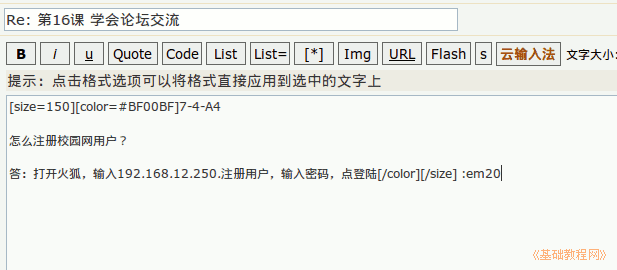 Re: 第16课 学会论坛交流
B i u Quote Code List List= [*] Img URL Flash s 云输入法 文字大小:
提示：点击格式选项可以将格式直接应用到选中的文字上
[size=150][color=#BF00BF]7-4-A4
怎么注册校园网用户？
答：打开火狐，输入192.168.12.250.注册用户，输入密码，点登陆[/color][/size] :em20
《基础教程网》